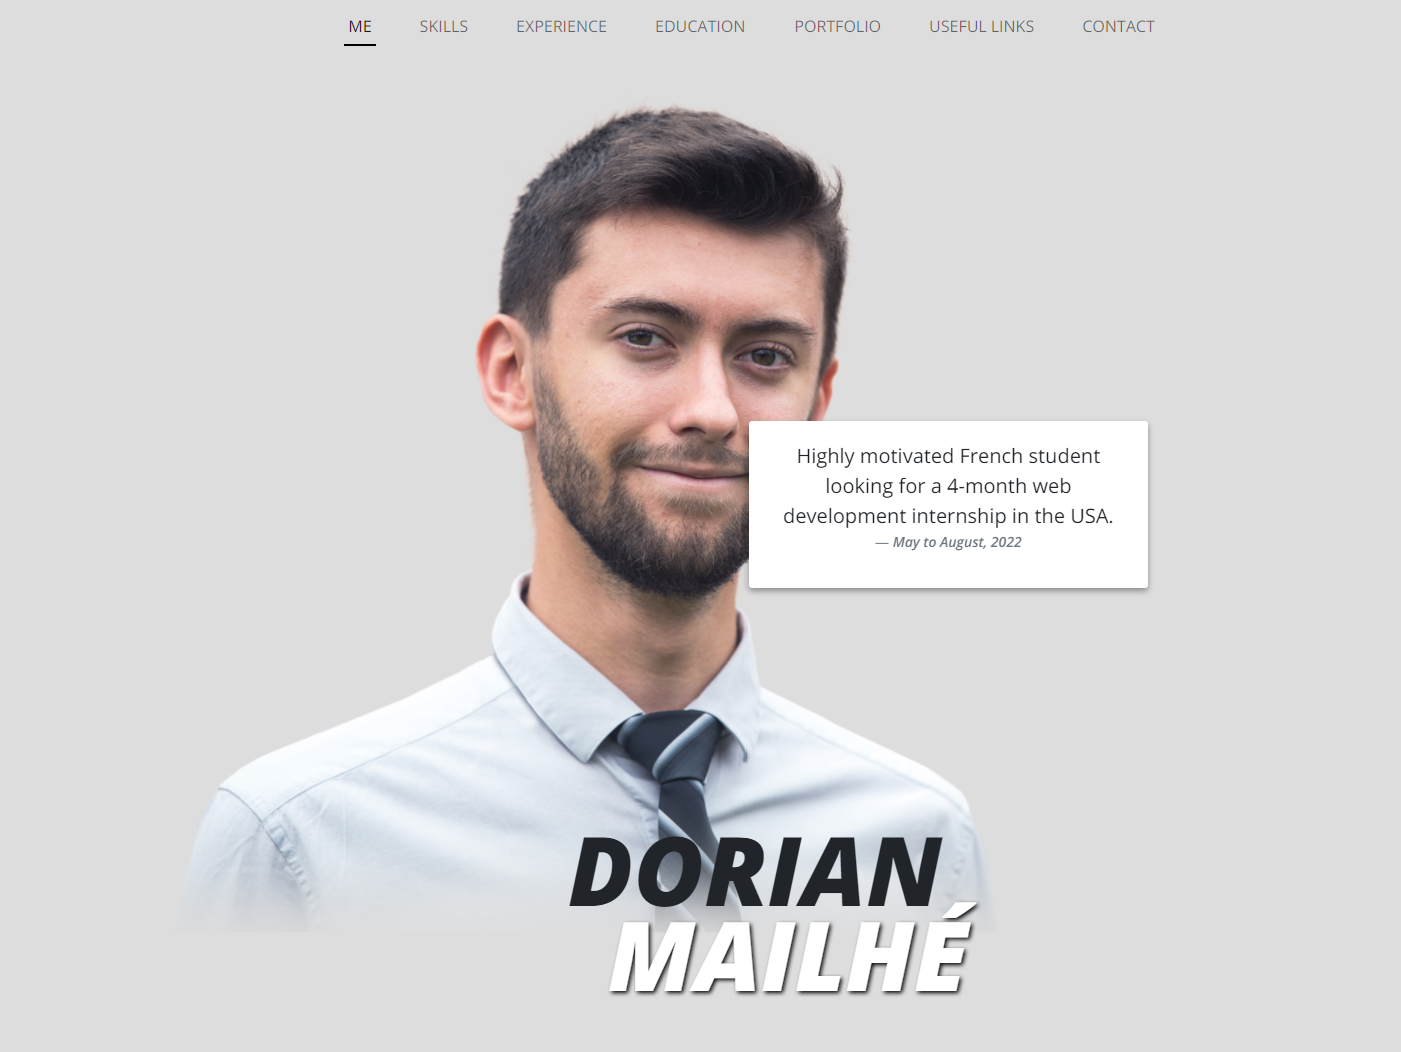 ME SKILLS EXPERIENCE EDUCATION PORTFOLIO USEFUL LINKS CONTACT
Highly motivated French student
looking for a 4-month web
development internship in the USA.
— May to August, 2022
DORIAN
MAILHÉ